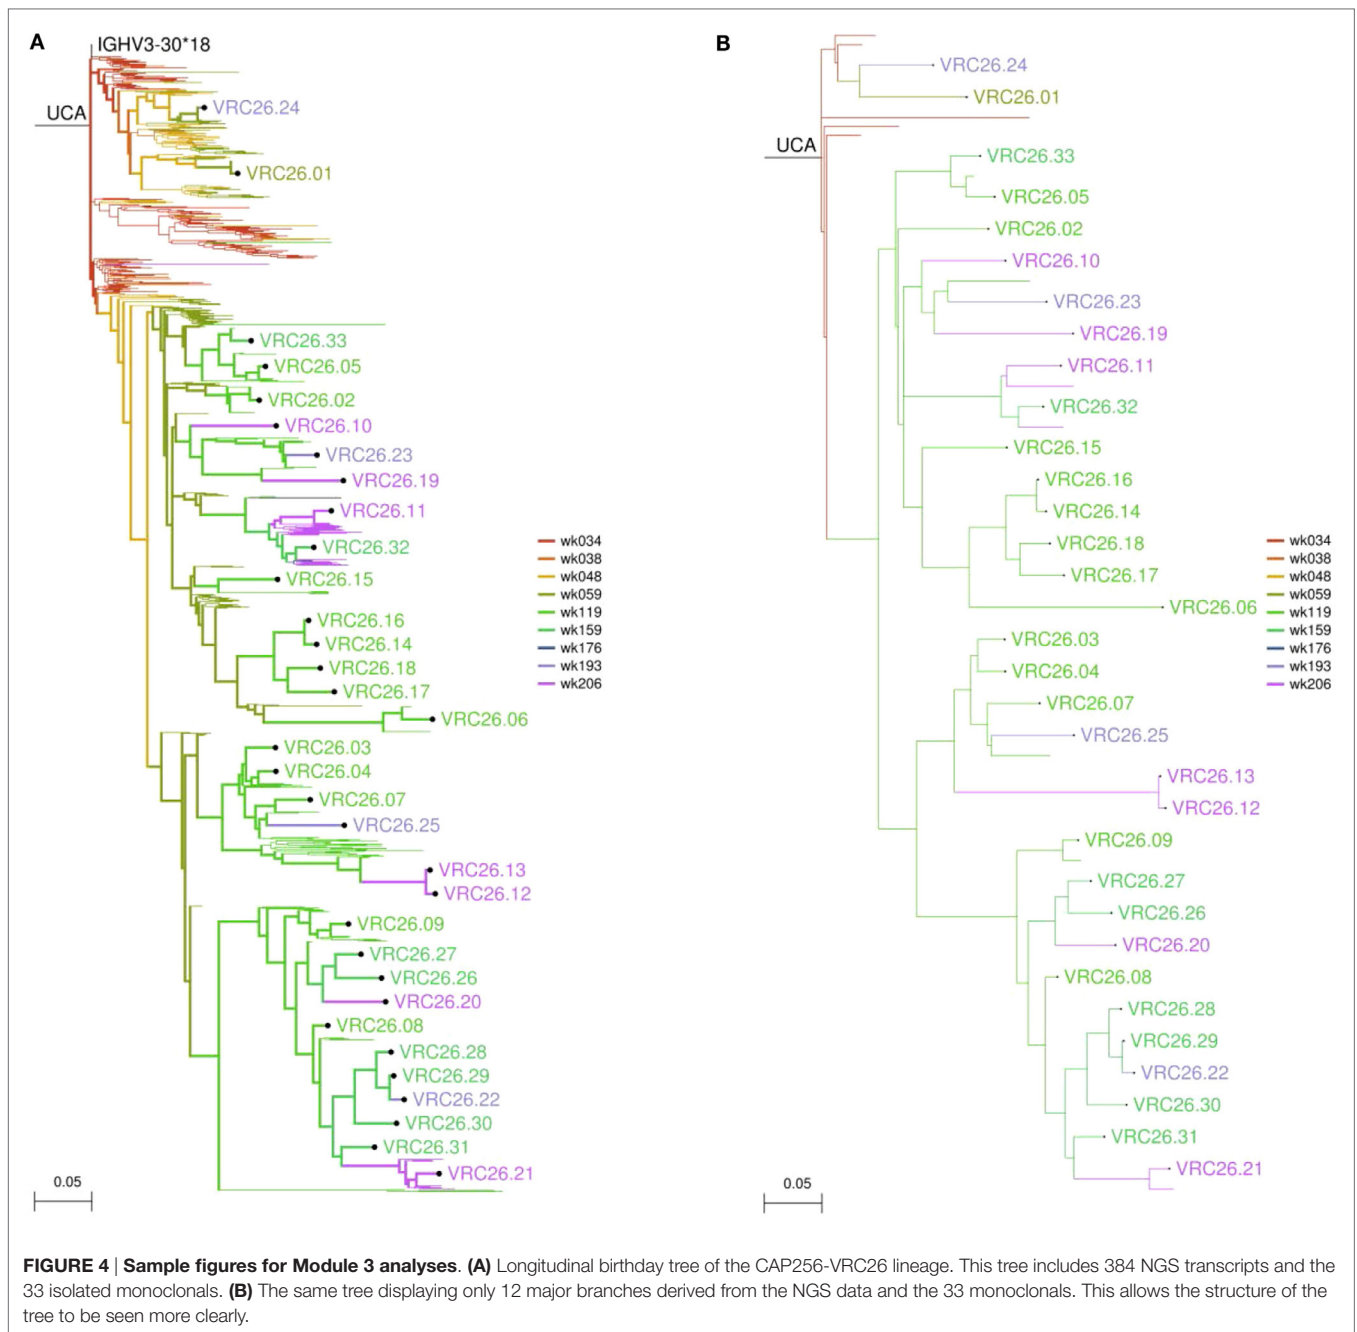 A
IGHV3-30*18
UCA
VRC26.24
VRC26.01
VRC26.33
VRC26.05
VRC26.02
VRC26.10
VRC26.23
VRC26.19
VRC26.11
VRC26.32
VRC26.15
VRC26.16
VRC26.14
VRC26.18
VRC26.17
VRC26.06
VRC26.03
VRC26.04
VRC26.07
VRC26.25
VRC26.13
VRC26.12
VRC26.09
VRC26.27
VRC26.26
VRC26.20
VRC26.08
VRC26.28
VRC26.29
VRC26.22
VRC26.30
VRC26.31
VRC26.21
0.05
wk034
wk038
wk048
wk059
wk119
wk159
wk176
wk193
wk206
B
VRC26.24
VRC26.01
UCA
VRC26.33
VRC26.05
VRC26.02
VRC26.10
VRC26.23
VRC26.19
VRC26.11
VRC26.32
VRC26.15
VRC26.16
VRC26.14
VRC26.18
VRC26.17
VRC26.06
VRC26.03
VRC26.04
VRC26.07
VRC26.25
VRC26.13
VRC26.12
VRC26.09
VRC26.27
VRC26.26
VRC26.20
VRC26.08
VRC26.28
VRC26.29
VRC26.22
VRC26.30
VRC26.31
VRC26.21
0.05
wk034
wk038
wk048
wk059
wk119
wk159
wk176
wk193
wk206
FIGURE 4 | Sample figures for Module 3 analyses. (A) Longitudinal birthday tree of the CAP256-VRC26 lineage. This tree includes 384 NGS transcripts and the
33 isolated monoclonals. (B) The same tree displaying only 12 major branches derived from the NGS data and the 33 monoclonals. This allows the structure of the
tree to be seen more clearly.